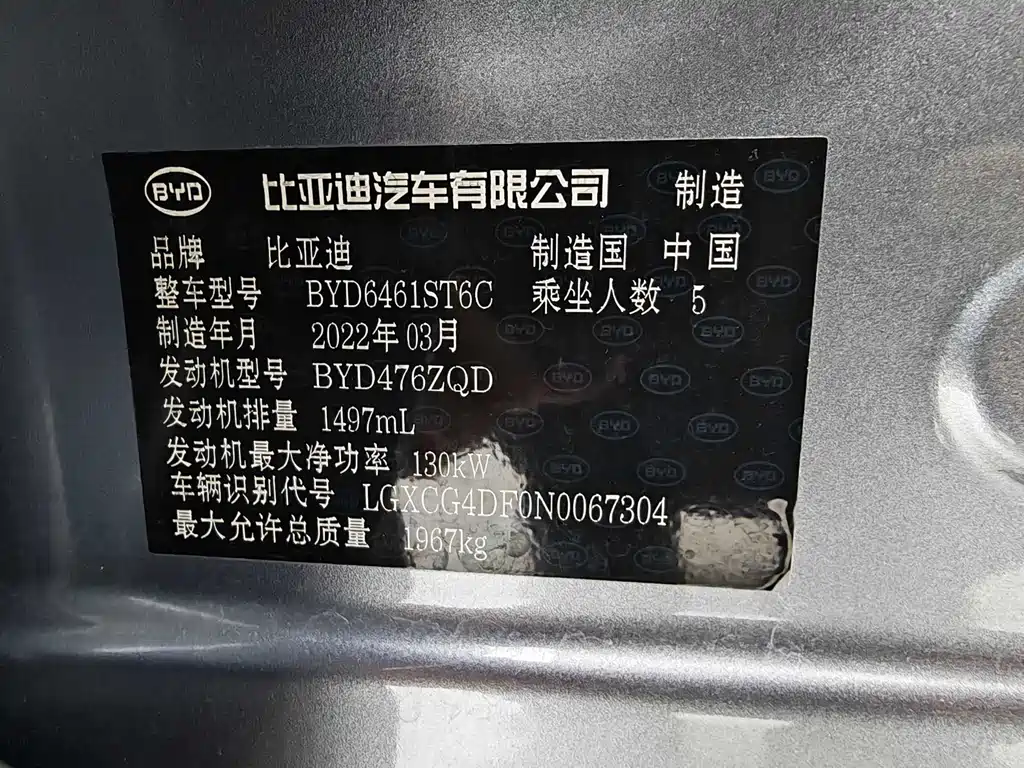 BYD 比亚迪汽车有限公司 制造
品牌 比亚迪 制造国 中国
整车型号 BYD6461ST6C 乘坐人数 5
制造年月 2022年03月
发动机型号 BYD476ZQD
发动机排量 1497mL
发动机最大净功率 130kW
车辆识别代号 LGXCG4DF0N0067304
最大允许总质量 1967kg